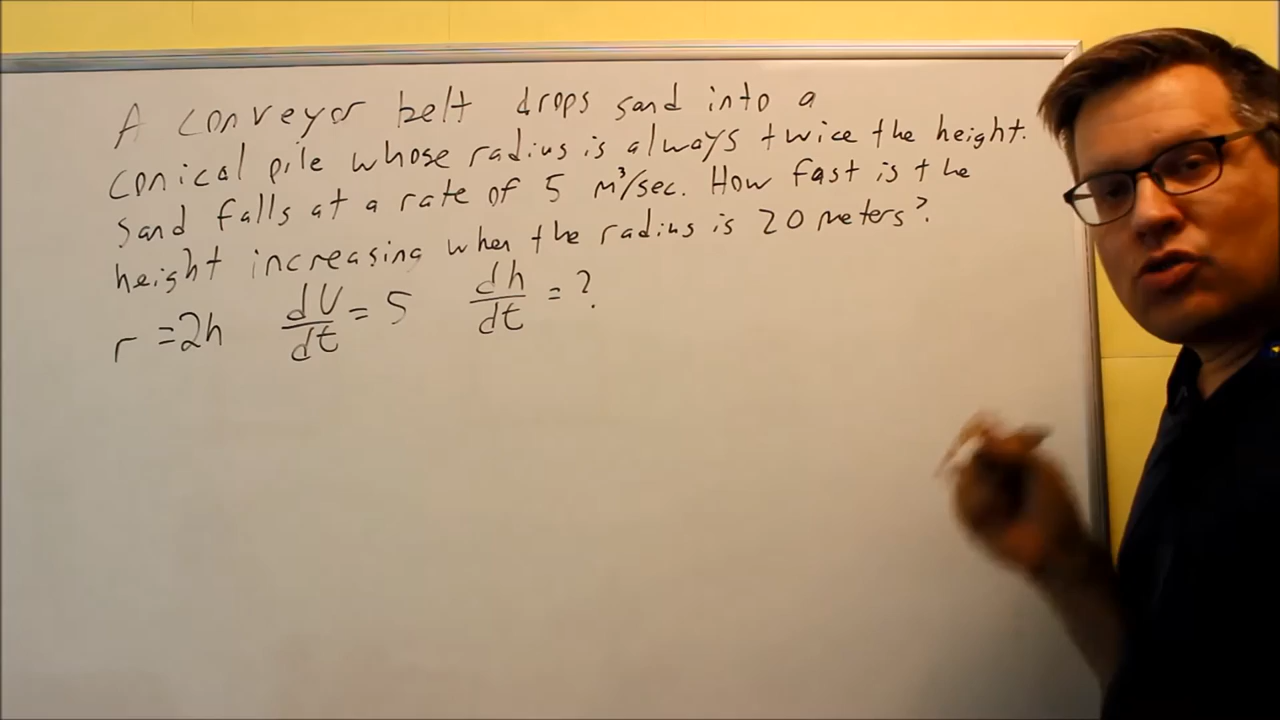 A conveyor belt drops sand into a
conical pile whose radius is always twice the height.
Sand falls at a rate of 5 m³/sec. How fast is the
height increasing when the radius is 20 meters?
r = 2h dV/dt = 5 dh/dt = ?